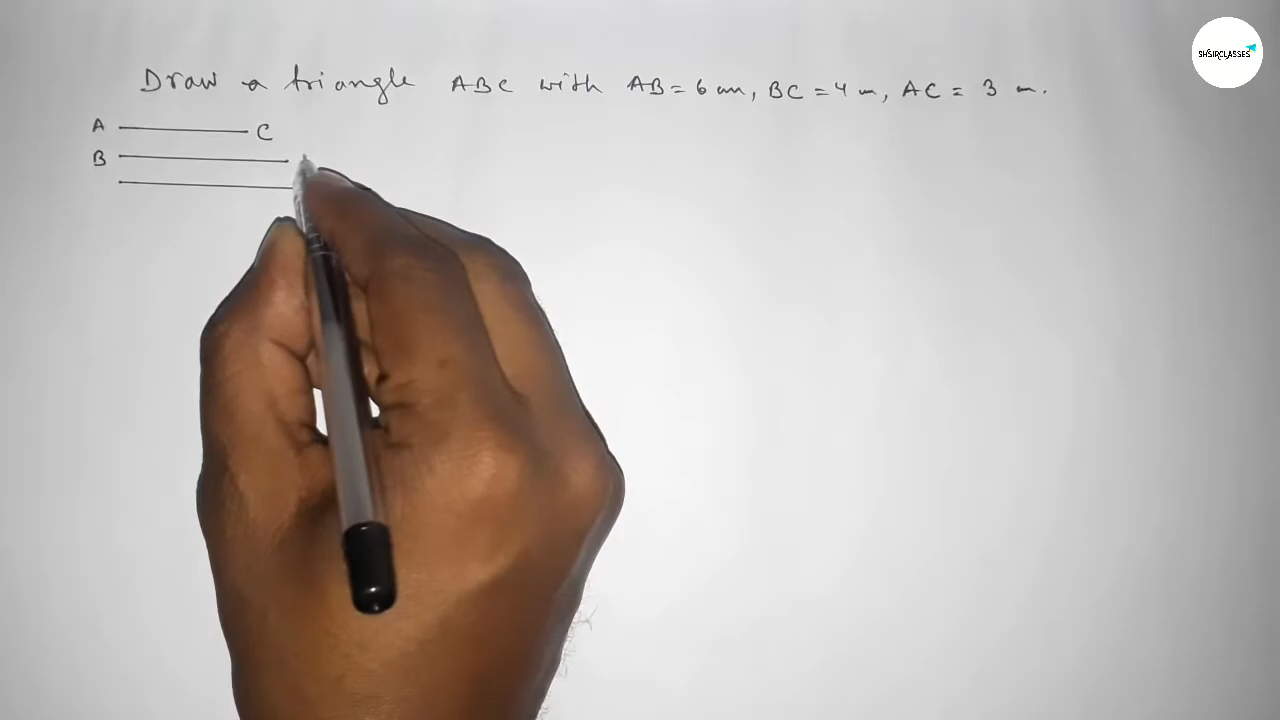 SHSIRCLASSES
Draw a triangle ABC with AB = 6 cm, BC = 4 cm, AC = 3 cm.
A C
B